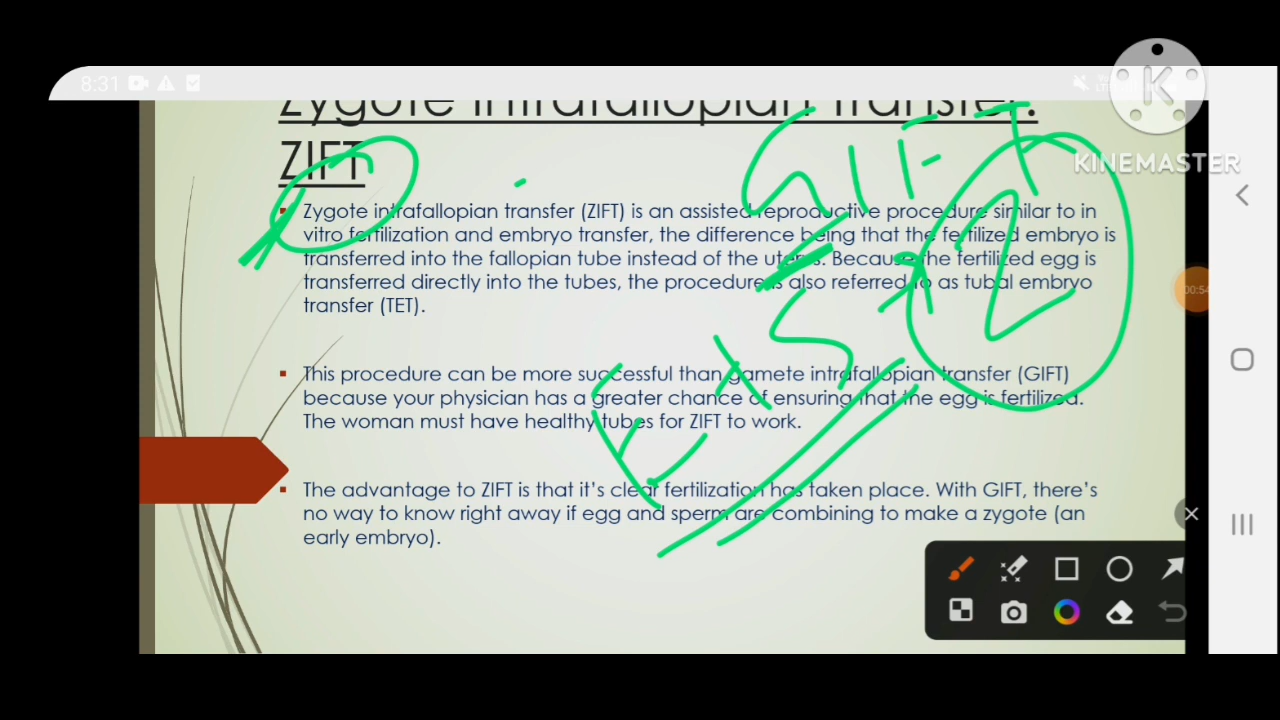 8:31
KINEMASTER
Zygote intrafallopian transfer:
ZIFT
GIFT
Zygote intrafallopian transfer (ZIFT) is an assisted reproductive procedure similar to in
vitro fertilization and embryo transfer, the difference being that the fertilized embryo is
transferred into the fallopian tube instead of the uterus. Because the fertilized egg is
transferred directly into the tubes, the procedure is also referred to as tubal embryo
transfer (TET).
2
00:54
This procedure can be more successful than gamete intrafallopian transfer (GIFT)
because your physician has a greater chance of ensuring that the egg is fertilized.
The woman must have healthy tubes for ZIFT to work.
The advantage to ZIFT is that it's clear fertilization has taken place. With GIFT, there's
no way to know right away if egg and sperm are combining to make a zygote (an
early embryo).